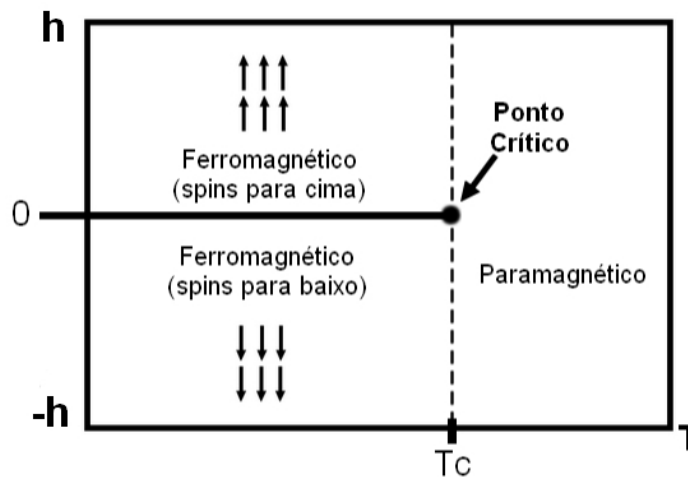 h
Ponto
Crítico
Ferromagnético
(spins para cima)
0
Ferromagnético
(spins para baixo)
Paramagnético
-h
T
Tc